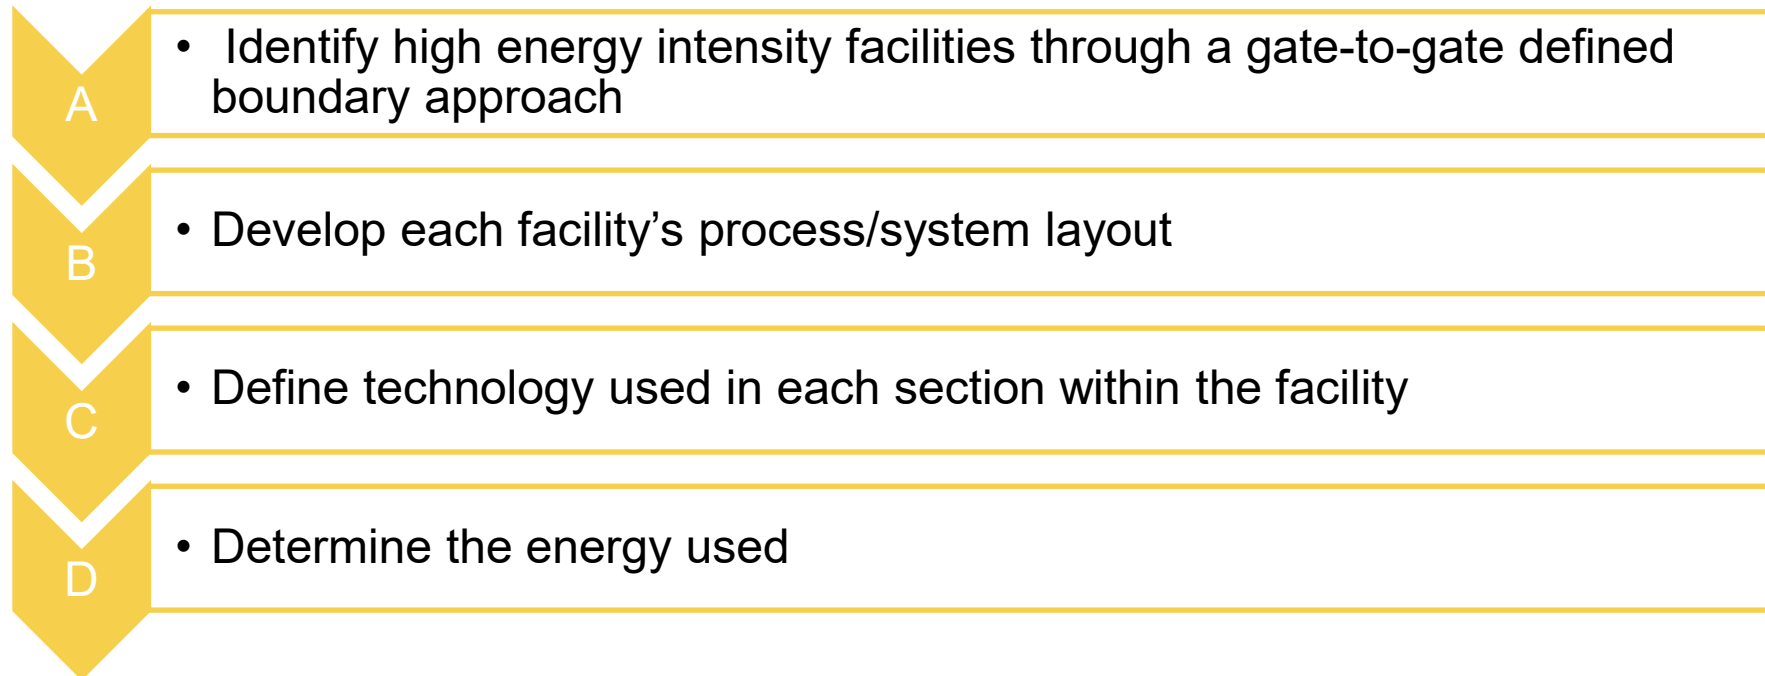 A
• Identify high energy intensity facilities through a gate-to-gate defined
boundary approach
B
• Develop each facility’s process/system layout
C
• Define technology used in each section within the facility
D
• Determine the energy used